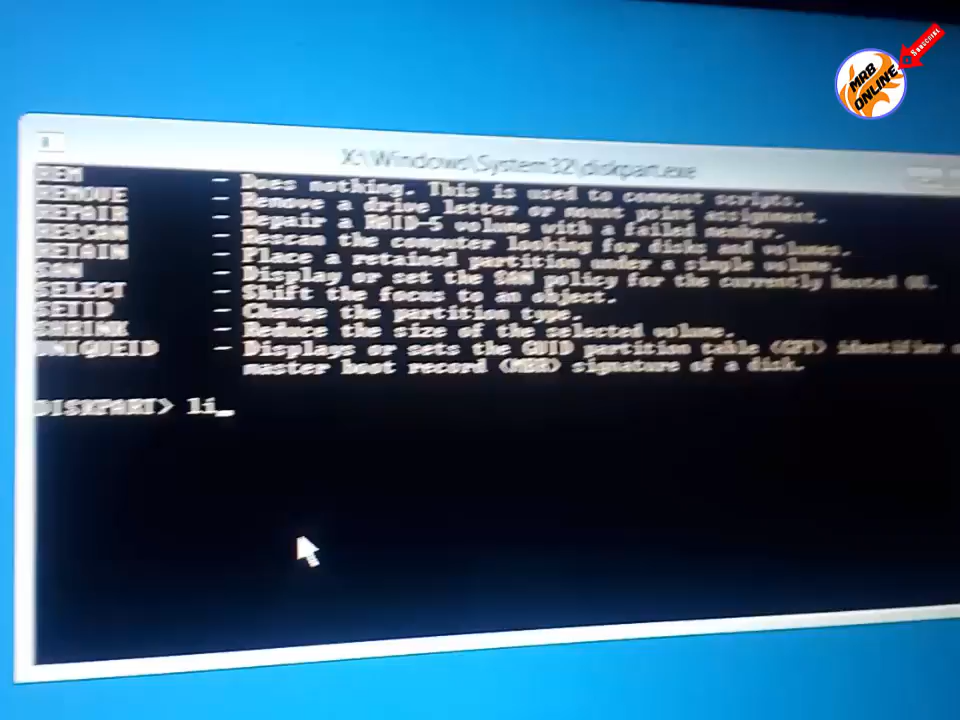 SUBSCRIBE
MRB
ONLINE
X:\Windows\System32\diskpart.exe
REM - Does nothing. This is used to comment scripts.
REMOVE - Remove a drive letter or mount point assignment.
REPAIR - Repair a RAID-5 volume with a failed member.
RESCAN - Rescan the computer looking for disks and volumes.
RETAIN - Place a retained partition under a simple volume.
SAN - Display or set the SAN policy for the currently booted OS.
SELECT - Shift the focus to an object.
SETID - Change the partition type.
SHRINK - Reduce the size of the selected volume.
UNIQUEID - Displays or sets the GUID partition table (GPT) identifier o
master boot record (MBR) signature of a disk.
DISKPART> li_